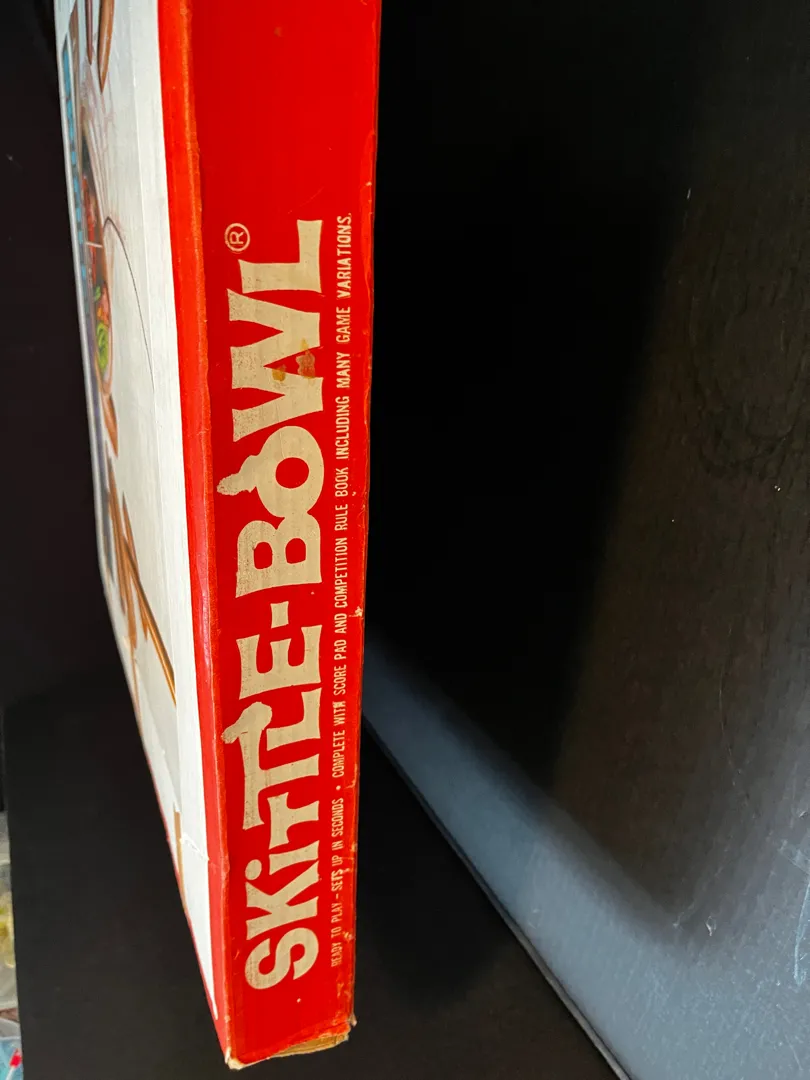 SKiTTLE-BOWL®
READY TO PLAY - SETS UP IN SECONDS • COMPLETE WITH SCORE PAD AND COMPETITION RULE BOOK INCLUDING MANY GAME VARIATIONS.